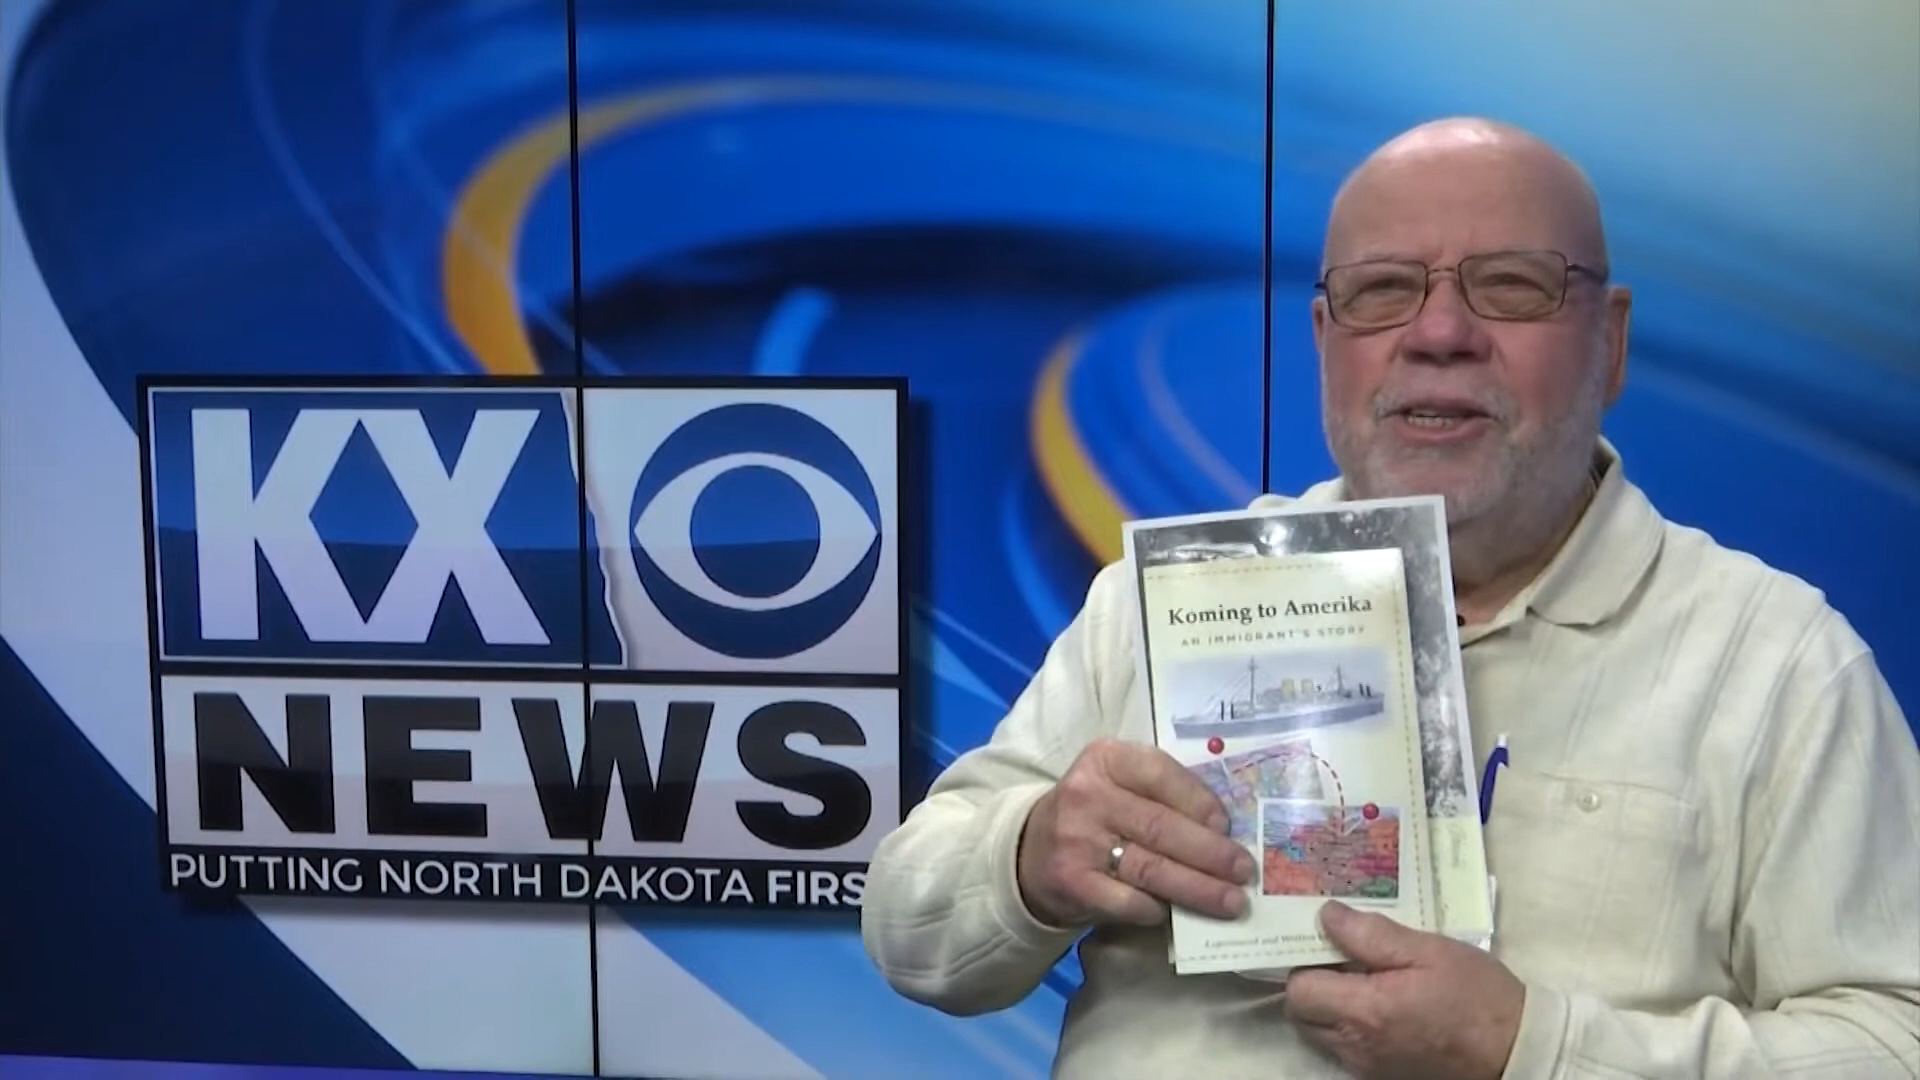 KX
NEWS
PUTTING NORTH DAKOTA FIRS
Koming to Amerika
AN IMMIGRANT'S STORY
Experienced and Written